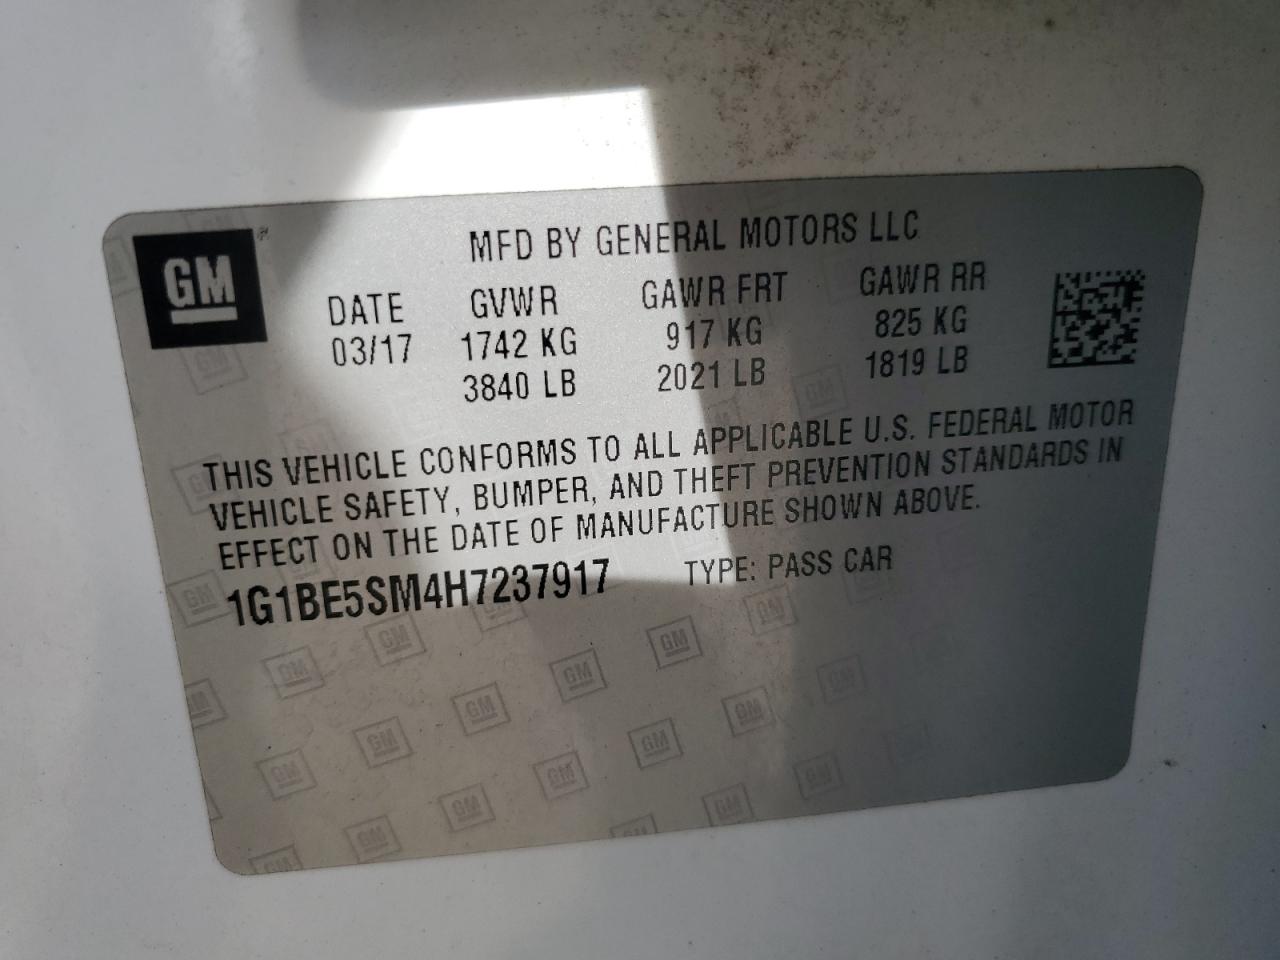 GM
MFD BY GENERAL MOTORS LLC
DATE GVWR GAWR FRT GAWR RR
03/17 1742 KG 917 KG 825 KG
3840 LB 2021 LB 1819 LB
THIS VEHICLE CONFORMS TO ALL APPLICABLE U.S. FEDERAL MOTOR
VEHICLE SAFETY, BUMPER, AND THEFT PREVENTION STANDARDS IN
EFFECT ON THE DATE OF MANUFACTURE SHOWN ABOVE.
1G1BE5SM4H7237917 TYPE: PASS CAR